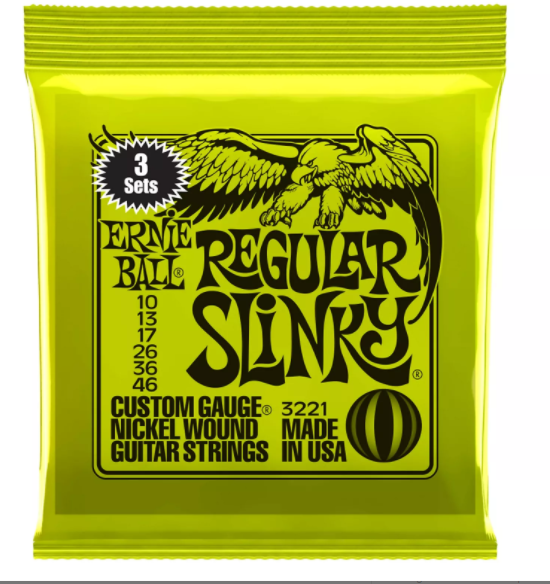 3
Sets
ERNIE
BALL®
REGULAR
SLINKY®
10
13
17
26
36
46
CUSTOM GAUGE®
NICKEL WOUND
GUITAR STRINGS
3221
MADE
IN USA